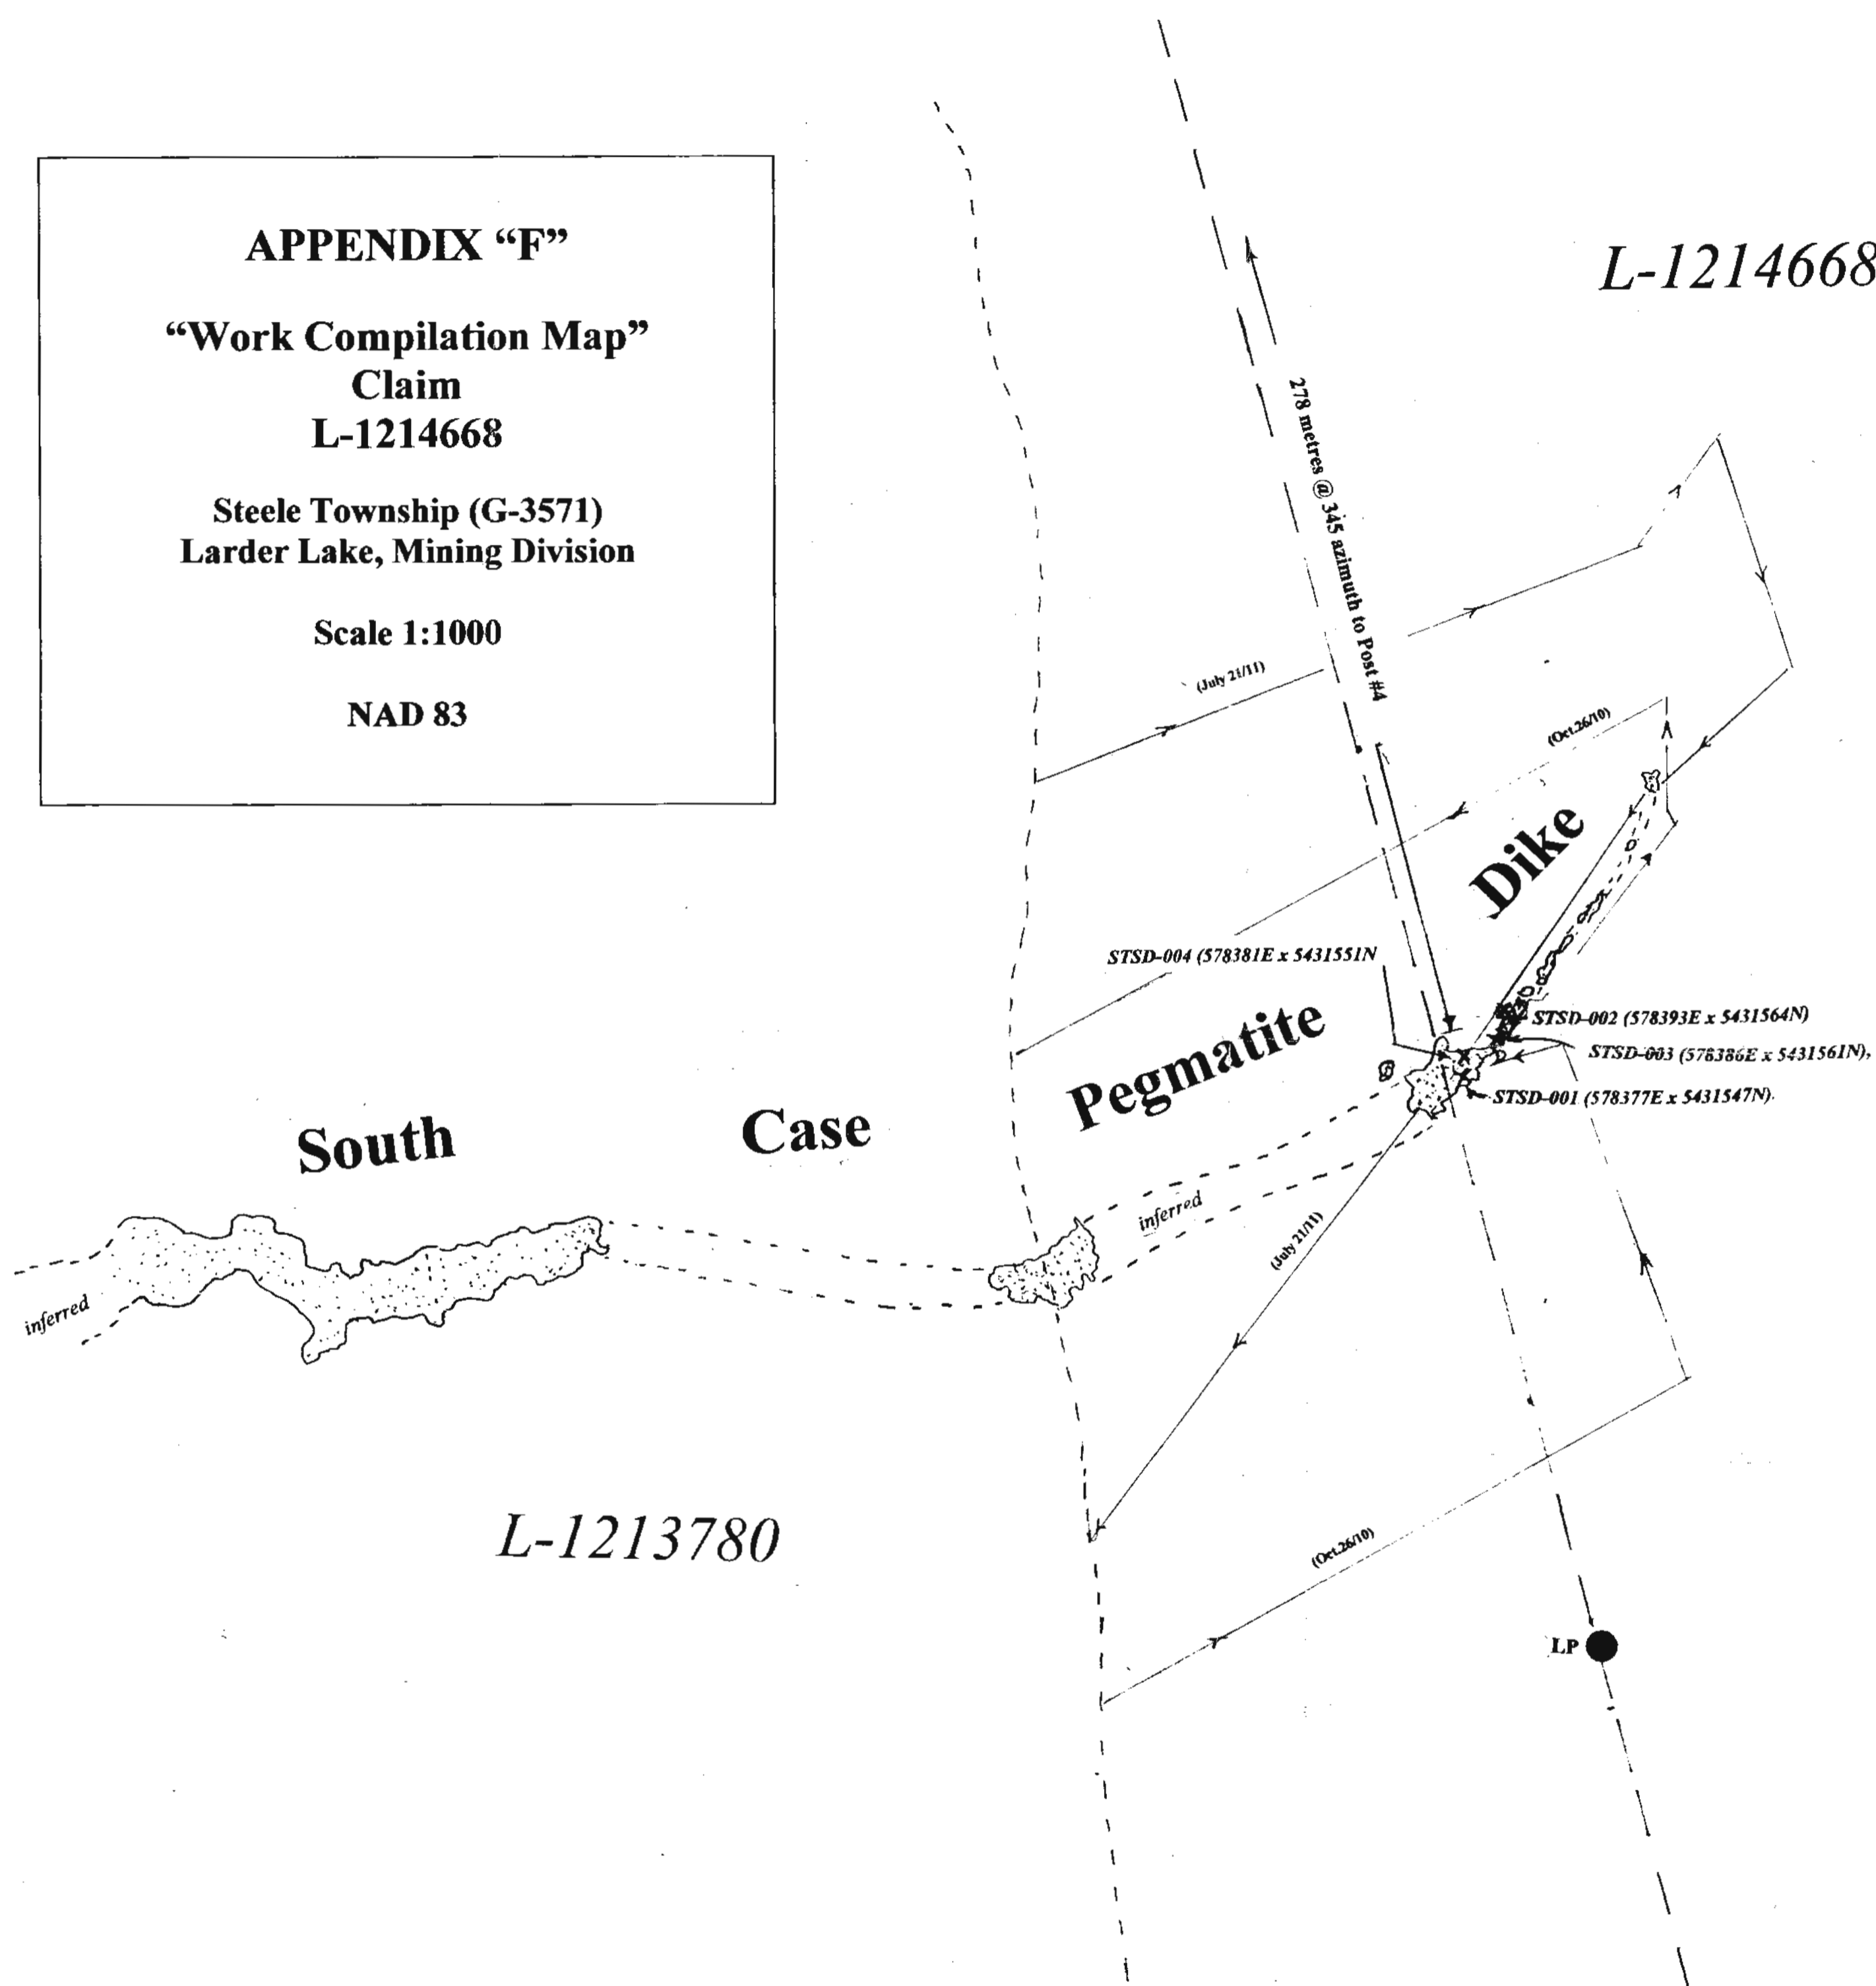 APPENDIX “F”
“Work Compilation Map”
Claim
L-1214668
Steele Township (G-3571)
Larder Lake, Mining Division
Scale 1:1000
NAD 83
L-1214668
278 metres @ 345 azimuth to Post #4
(July 21/11)
(Oct.26/10)
Dike
STSD-004 (578381E x 5431551N
STSD-002 (578393E x 5431564N)
STSD-003 (578386E x 5431561N),
STSD-001 (578377E x 5431547N).
Pegmatite
Case
South
inferred
inferred
(July 21/11)
L-1213780
(Oct.26/10)
LP